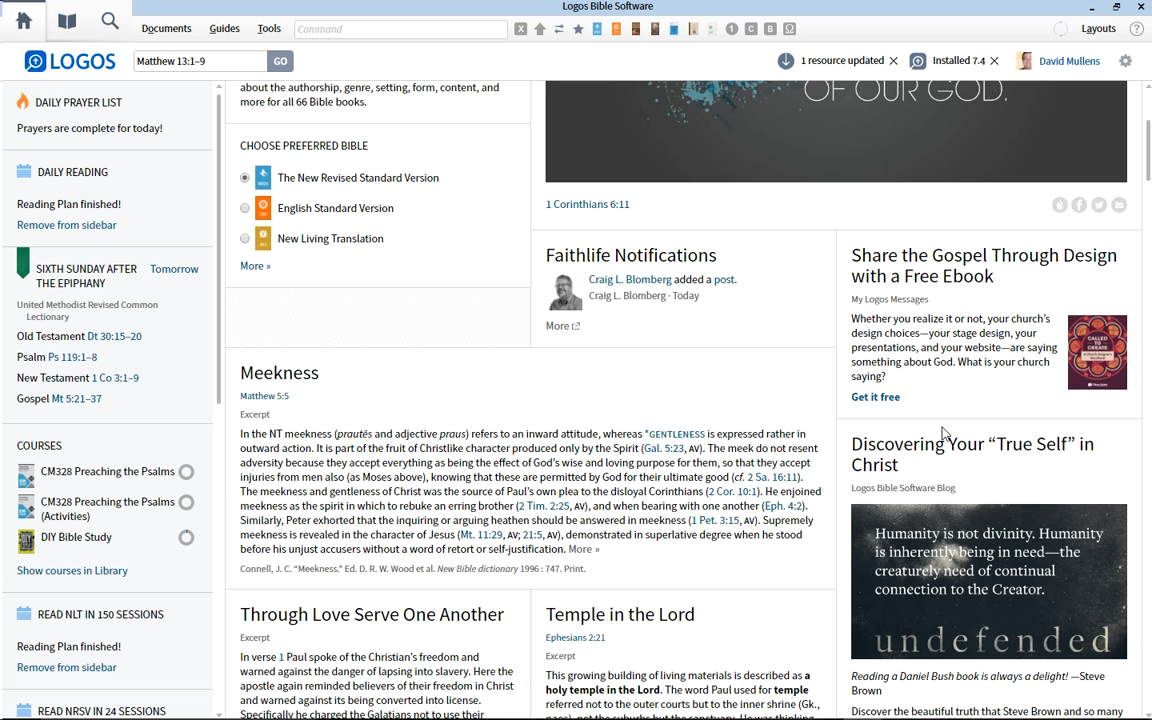 Logos Bible Software
Documents Guides Tools Command Layouts
LOGOS Matthew 13:1–9 GO 1 resource updated Installed 7.4 David Mullens
DAILY PRAYER LIST
Prayers are complete for today!
DAILY READING
Reading Plan finished!
Remove from sidebar
SIXTH SUNDAY AFTER THE EPIPHANY Tomorrow
United Methodist Revised Common
Lectionary
Old Testament Dt 30:15–20
Psalm Ps 119:1–8
New Testament 1 Co 3:1–9
Gospel Mt 5:21–37
COURSES
CM328 Preaching the Psalms
CM328 Preaching the Psalms
(Activities)
DIY Bible Study
Show courses in Library
READ NLT IN 150 SESSIONS
Reading Plan finished!
Remove from sidebar
READ NRSV IN 24 SESSIONS
about the authorship, genre, setting, form, content, and
more for all 66 Bible books.
CHOOSE PREFERRED BIBLE
The New Revised Standard Version
English Standard Version
New Living Translation
More »
OF OUR GOD.
1 Corinthians 6:11
Faithlife Notifications
Craig L. Blomberg added a post.
Craig L. Blomberg · Today
More
Share the Gospel Through Design
with a Free Ebook
My Logos Messages
Whether you realize it or not, your church's
design choices—your stage design, your
presentations, and your website—are saying
something about God. What is your church
saying?
CALLED TO
CREATE
Get it free
Meekness
Matthew 5:5
Excerpt
In the NT meekness (prautēs and adjective praus) refers to an inward attitude, whereas *GENTLENESS is expressed rather in
outward action. It is part of the fruit of Christlike character produced only by the Spirit (Gal. 5:23, AV). The meek do not resent
adversity because they accept everything as being the effect of God's wise and loving purpose for them, so that they accept
injuries from men also (as Moses above), knowing that these are permitted by God for their ultimate good (cf. 2 Sa. 16:11).
The meekness and gentleness of Christ was the source of Paul's own plea to the disloyal Corinthians (2 Cor. 10:1). He enjoined
meekness as the spirit in which to rebuke an erring brother (2 Tim. 2:25, AV), and when bearing with one another (Eph. 4:2).
Similarly, Peter exhorted that the inquiring or arguing heathen should be answered in meekness (1 Pet. 3:15, AV). Supremely
meekness is revealed in the character of Jesus (Mt. 11:29, AV; 21:5, AV), demonstrated in superlative degree when he stood
before his unjust accusers without a word of retort or self-justification. More »
Connell, J. C. "Meekness." Ed. D. R. W. Wood et al. New Bible dictionary 1996 : 747. Print.
Discovering Your “True Self” in
Christ
Logos Bible Software Blog
Humanity is not divinity. Humanity
is inherently being in need—the
creaturely need of continual
connection to the Creator.
undefended
Reading a Daniel Bush book is always a delight! —Steve
Brown
Discover the beautiful truth that Steve Brown and so many
Through Love Serve One Another
Excerpt
In verse 1 Paul spoke of the Christian's freedom and
warned against the danger of lapsing into slavery. Here the
apostle again reminded believers of their freedom in Christ
and warned against its being converted into license.
Specifically he charged the Galatians not to use their
Temple in the Lord
Ephesians 2:21
Excerpt
This growing building of living materials is described as a
holy temple in the Lord. The word Paul used for temple
referred not to the outer courts but to the inner shrine (Gk.,
naos), not the suburbs but the sanctuary. He was thinking